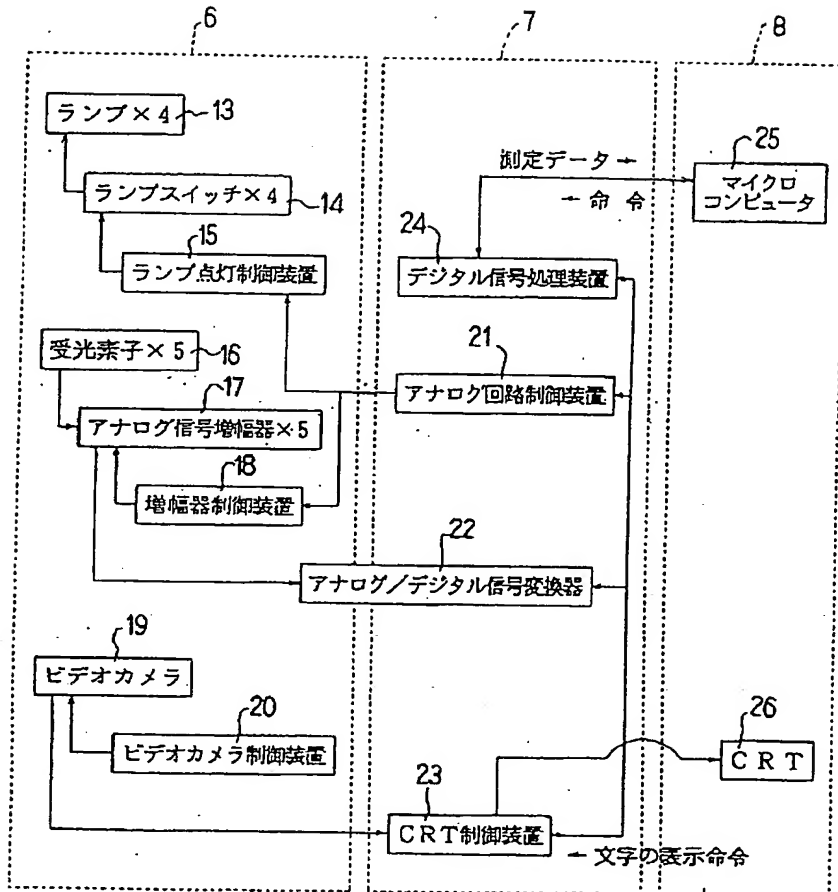 6
7
8
ランプ×4
13
ランプスイッチ×4
14
15
ランプ点灯制御装置
受光素子×5
16
17
アナログ信号増幅器×5
18
増幅器制御装置
19
ビデオカメラ
20
ビデオカメラ制御装置
測定データ→
←命令
24
デジタル信号処理装置
21
アナログ回路制御装置
22
アナログ/デジタル信号変換器
23
CRT制御装置
←文字の表示命令
25
マイクロ
コンピュータ
26
CRT